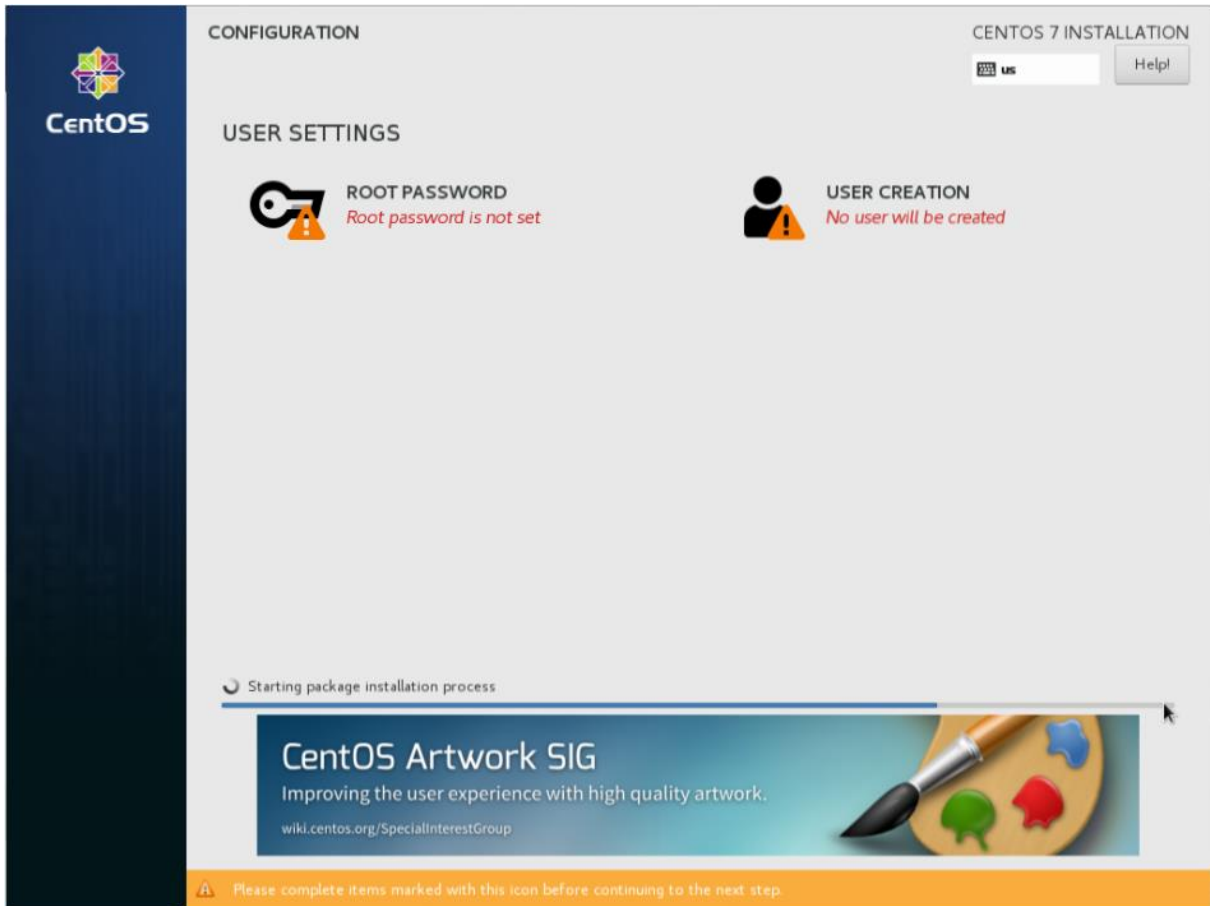 CentOS
CONFIGURATION
CENTOS 7 INSTALLATION
us
Help!
USER SETTINGS
ROOT PASSWORD
Root password is not set
USER CREATION
No user will be created
Starting package installation process
CentOS Artwork SIG
Improving the user experience with high quality artwork.
wiki.centos.org/SpecialInterestGroup
Please complete items marked with this icon before continuing to the next step.